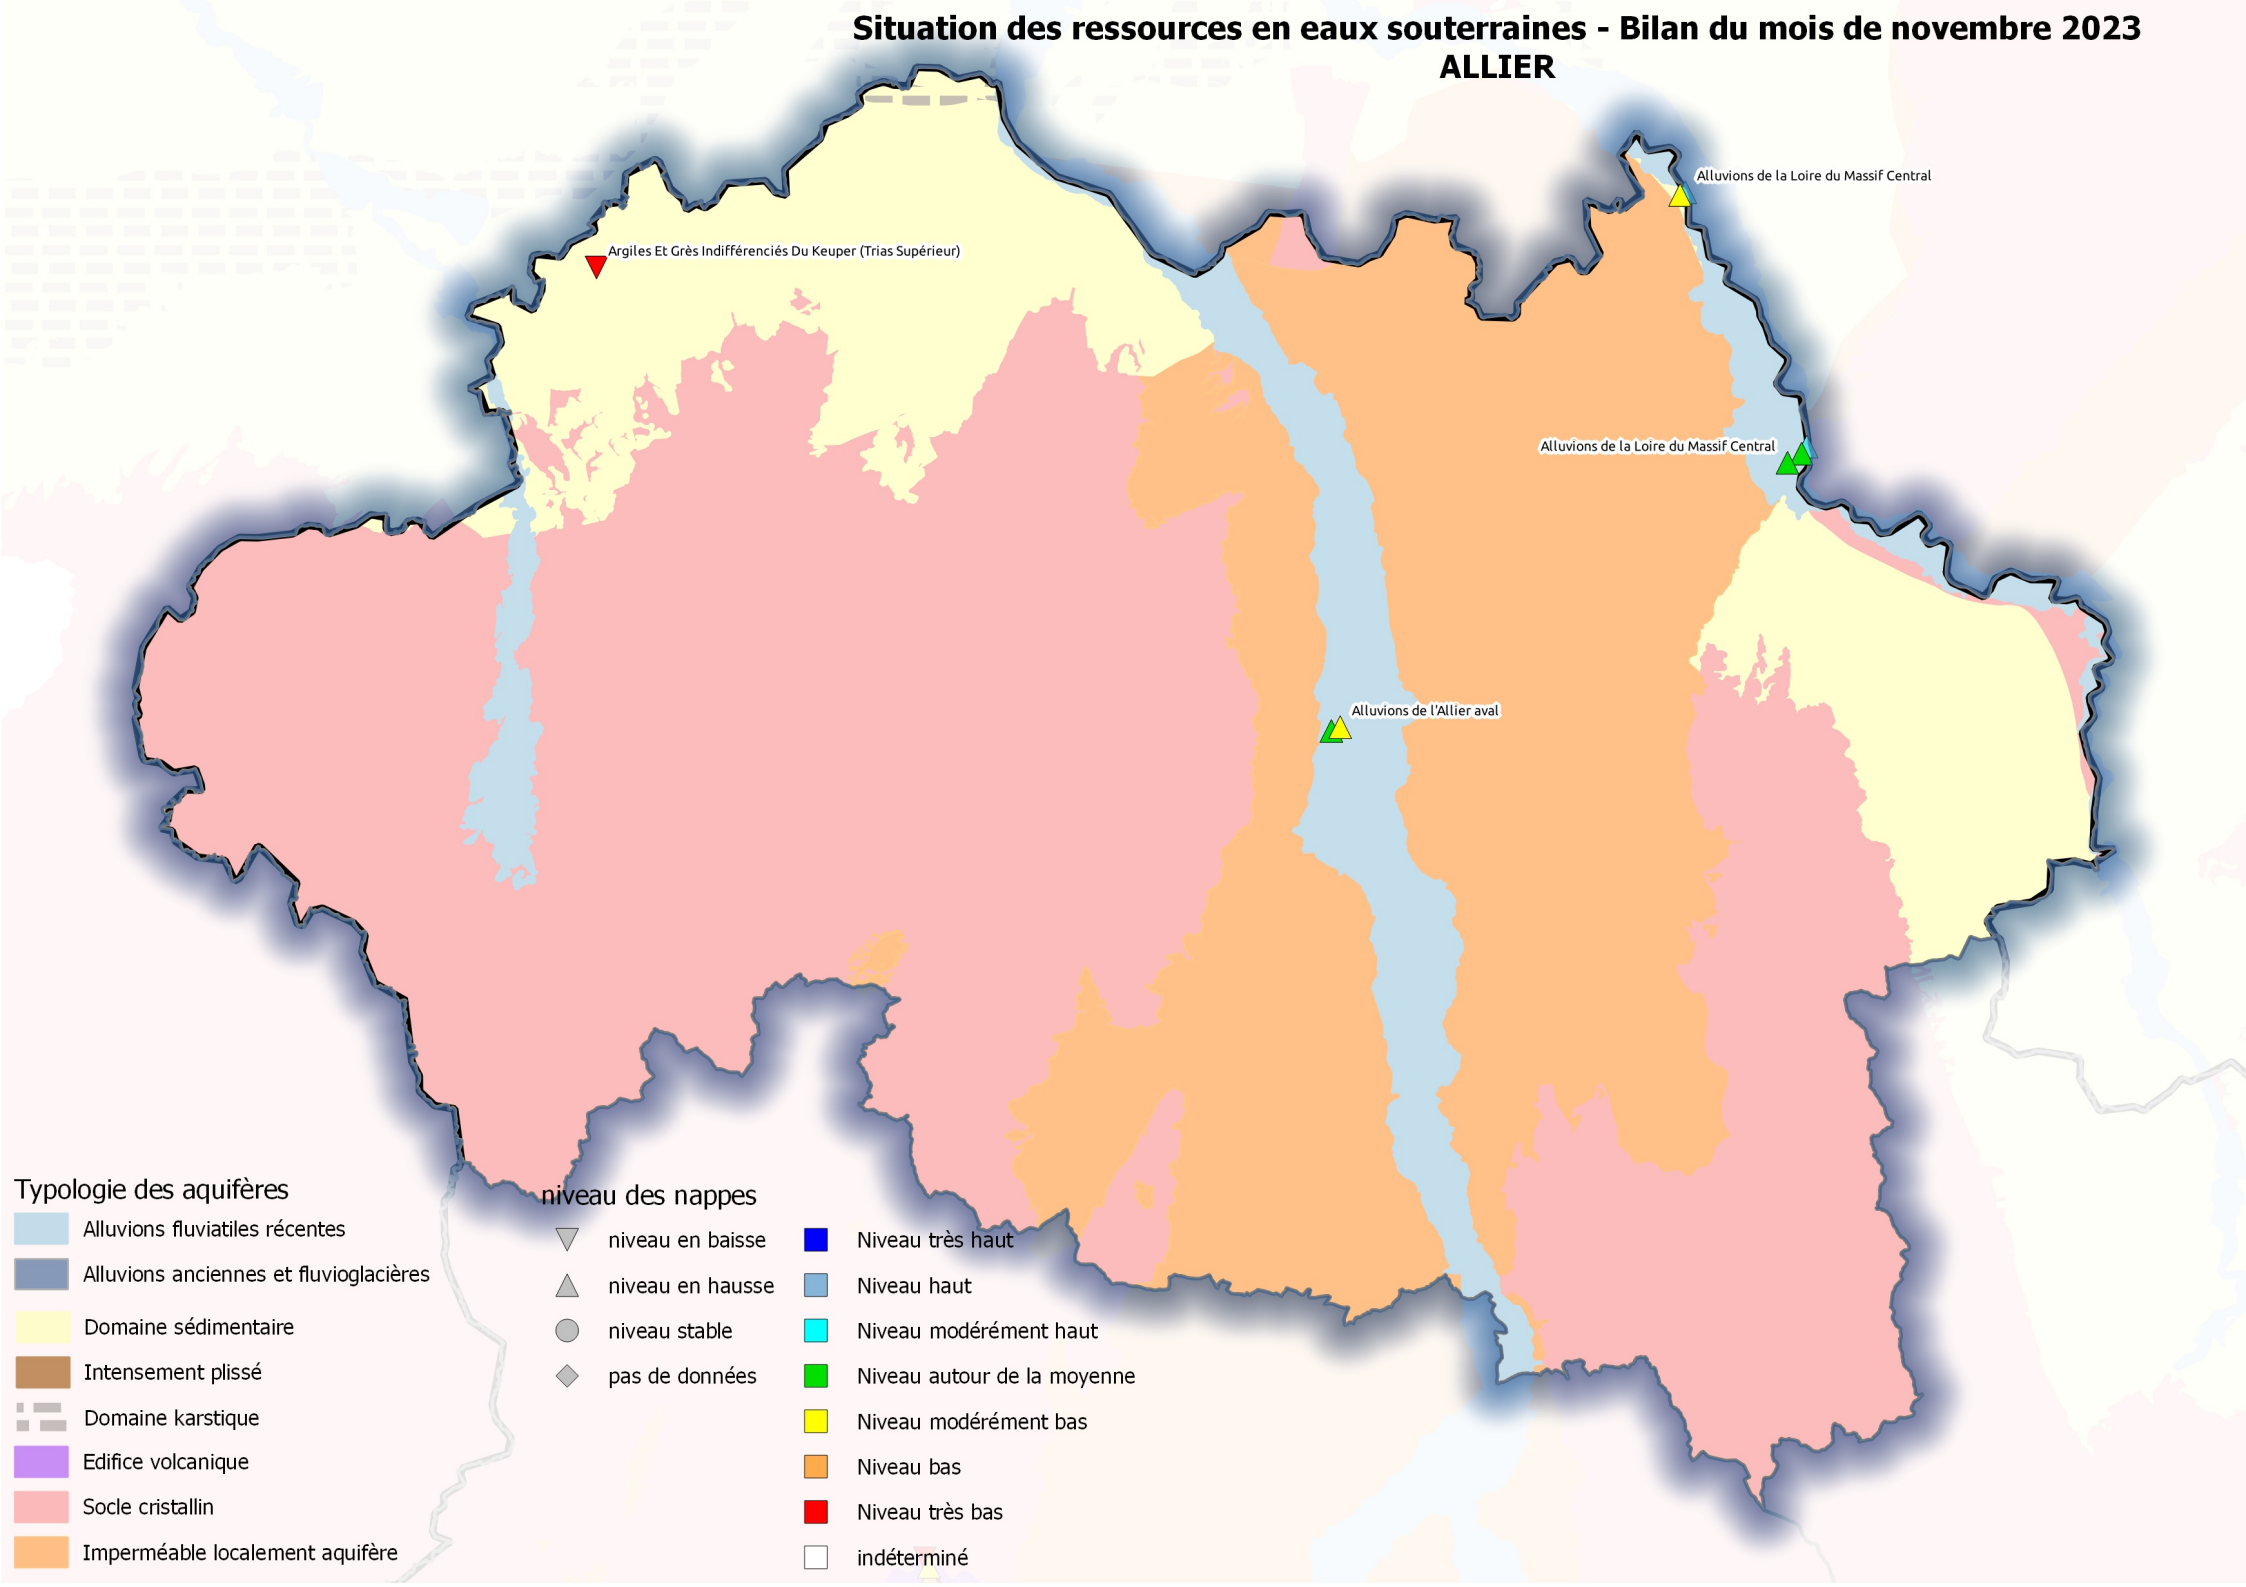 Situation des ressources en eaux souterraines - Bilan du mois de novembre 2023
ALLIER
Alluvions de la Loire du Massif Central
Argiles Et Grès Indifférenciés Du Keuper (Trias Supérieur)
Alluvions de la Loire du Massif Central
Alluvions de l'Allier aval
Typologie des aquifères
Alluvions fluviatiles récentes
Alluvions anciennes et fluvioglacières
Domaine sédimentaire
Intensement plissé
Domaine karstique
Edifice volcanique
Socle cristallin
Imperméable localement aquifère
niveau des nappes
niveau en baisse
niveau en hausse
niveau stable
pas de données
Niveau très haut
Niveau haut
Niveau modérément haut
Niveau autour de la moyenne
Niveau modérément bas
Niveau bas
Niveau très bas
indéterminé